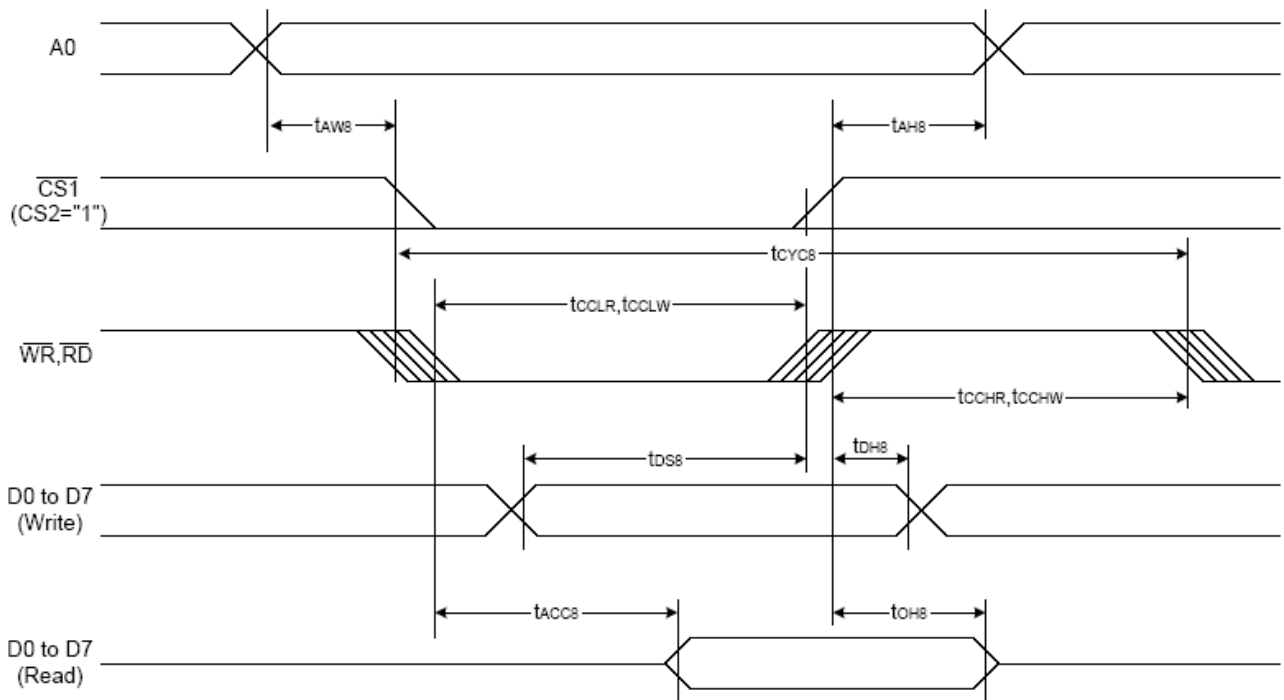 A0
tAW8
tAH8
CS1
(CS2="1")
tCYC8
tCCLR,tCCLW
WR,RD
tCCHR,tCCHW
tDS8
tDH8
D0 to D7
(Write)
tACC8
tOH8
D0 to D7
(Read)